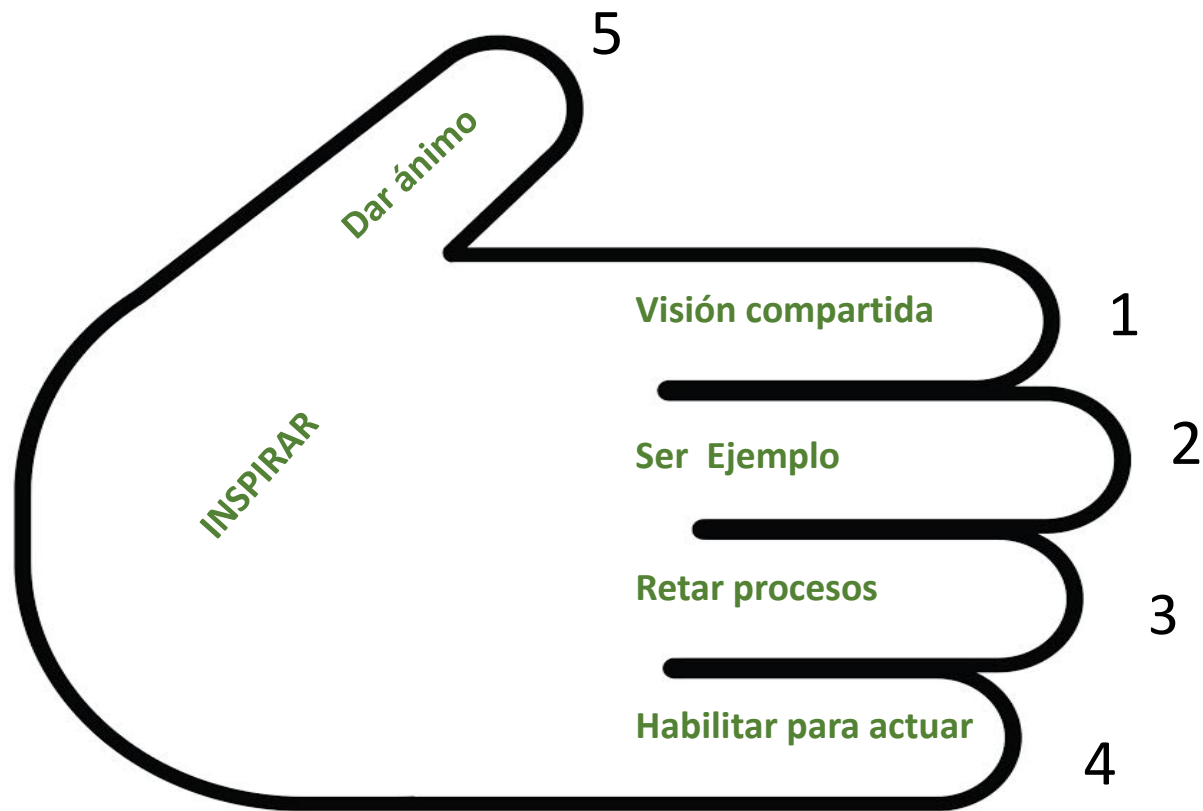 5
Dar ánimo
Visión compartida
1
INSPIRAR
Ser Ejemplo
2
Retar procesos
3
Habilitar para actuar
4